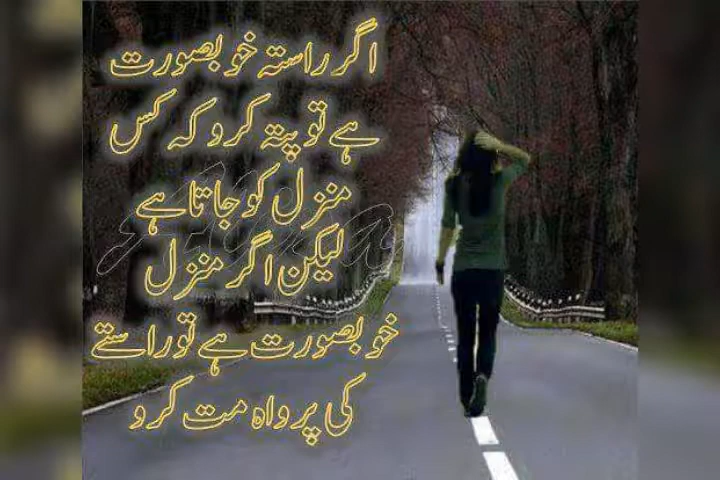 اگر راستہ خوبصورت
ہے تو پتہ کرو کہ کس
منزل کو جاتا ہے
لیکن اگر منزل
خوبصورت ہے تو راستے
کی پرواہ مت کرو